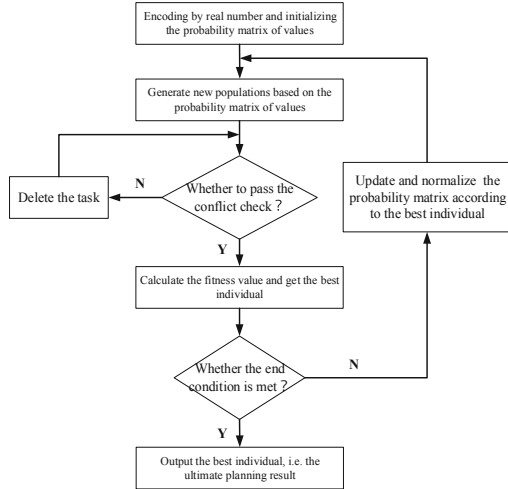 Encoding by real number and initializing
the probability matrix of values
Generate new populations based on the
probability matrix of values
Whether to pass the
conflict check？
N
Delete the task
Update and normalize the
probability matrix according
to the best individual
Y
Calculate the fitness value and get the best
individual
Whether the end
condition is met？
N
Y
Output the best individual, i.e. the
ultimate planning result